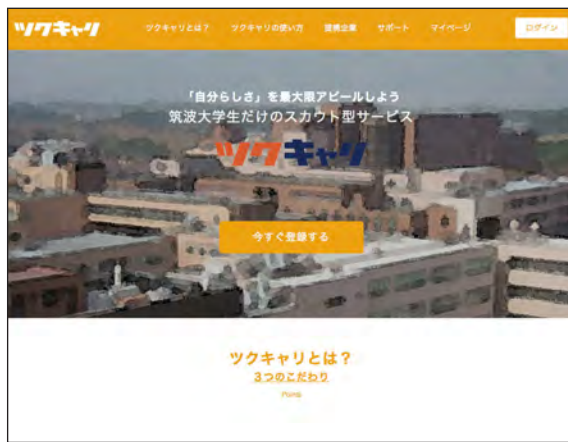 ツクキャリ
ツクキャリとは？ ツクキャリの使い方 提携企業 サポート マイページ ログイン
「自分らしさ」を最大限アピールしよう
筑波大学生だけのスカウト型サービス
ツクキャリ
今すぐ登録する
ツクキャリとは？
３つのこだわり